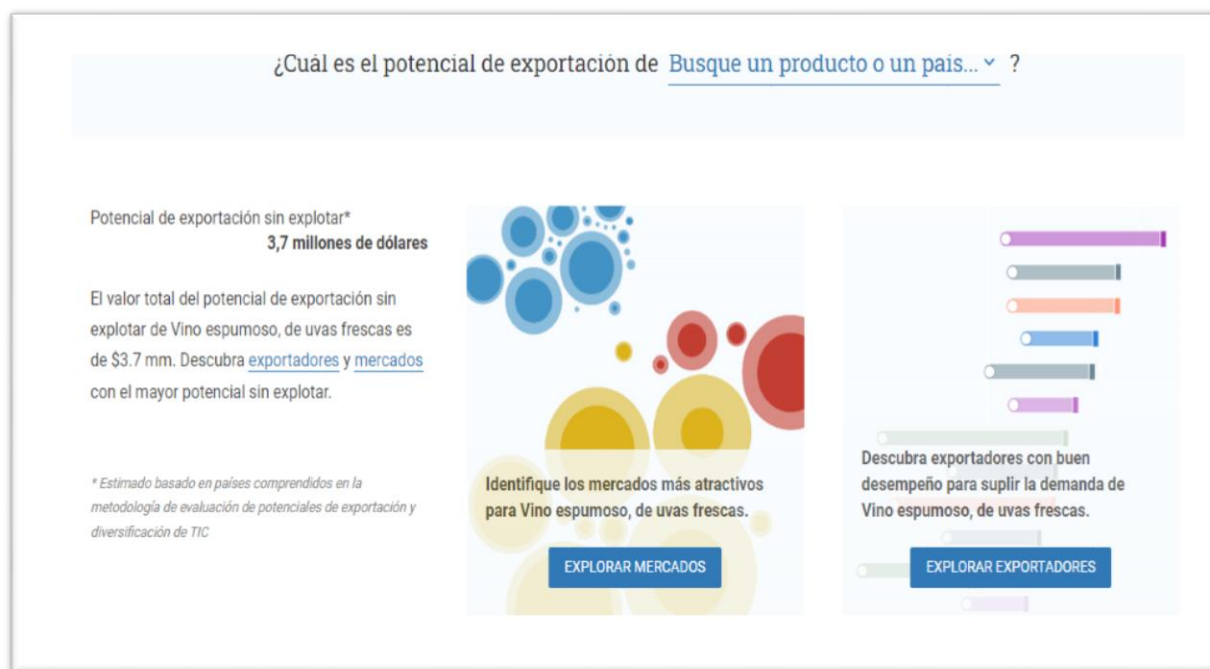 ¿Cuál es el potencial de exportación de Busque un producto o un país... ?
Potencial de exportación sin explotar*
3,7 millones de dólares
El valor total del potencial de exportación sin
explotar de Vino espumoso, de uvas frescas es
de $3.7 mm. Descubra exportadores y mercados
con el mayor potencial sin explotar.
* Estimado basado en países comprendidos en la
metodología de evaluación de potenciales de exportación y
diversificación de TIC
Identifique los mercados más atractivos
para Vino espumoso, de uvas frescas.
EXPLORAR MERCADOS
Descubra exportadores con buen
desempeño para suplir la demanda de
Vino espumoso, de uvas frescas.
EXPLORAR EXPORTADORES